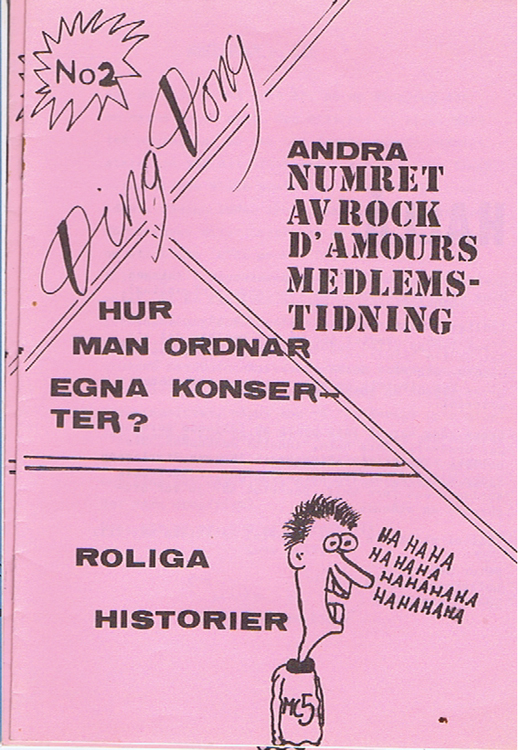 No2
Ding Dong
ANDRA
NUMRET
AV ROCK
D'AMOURS
MEDLEMS-
TIDNING
HUR
MAN ORDNAR
EGNA KONSER-
TER?
ROLIGA
HISTORIER
HA HA HA
HA HA HA
HAHAHAHA
HAHAHAHA
MC5